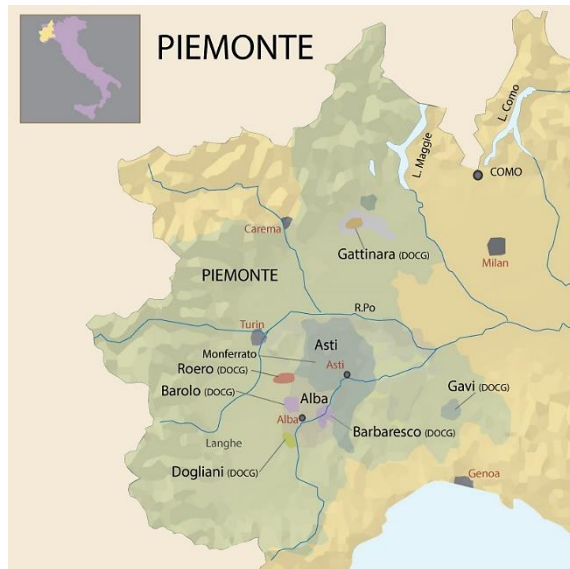 PIEMONTE
L. Como
L. Maggie
COMO
Carema
Gattinara (DOCG)
Milan
PIEMONTE
R.Po
Turin
Asti
Monferrato
Asti
Roero (DOCG)
Barolo (DOCG)
Alba
Gavi (DOCG)
Alba
Barbaresco (DOCG)
Langhe
Dogliani (DOCG)
Genoa